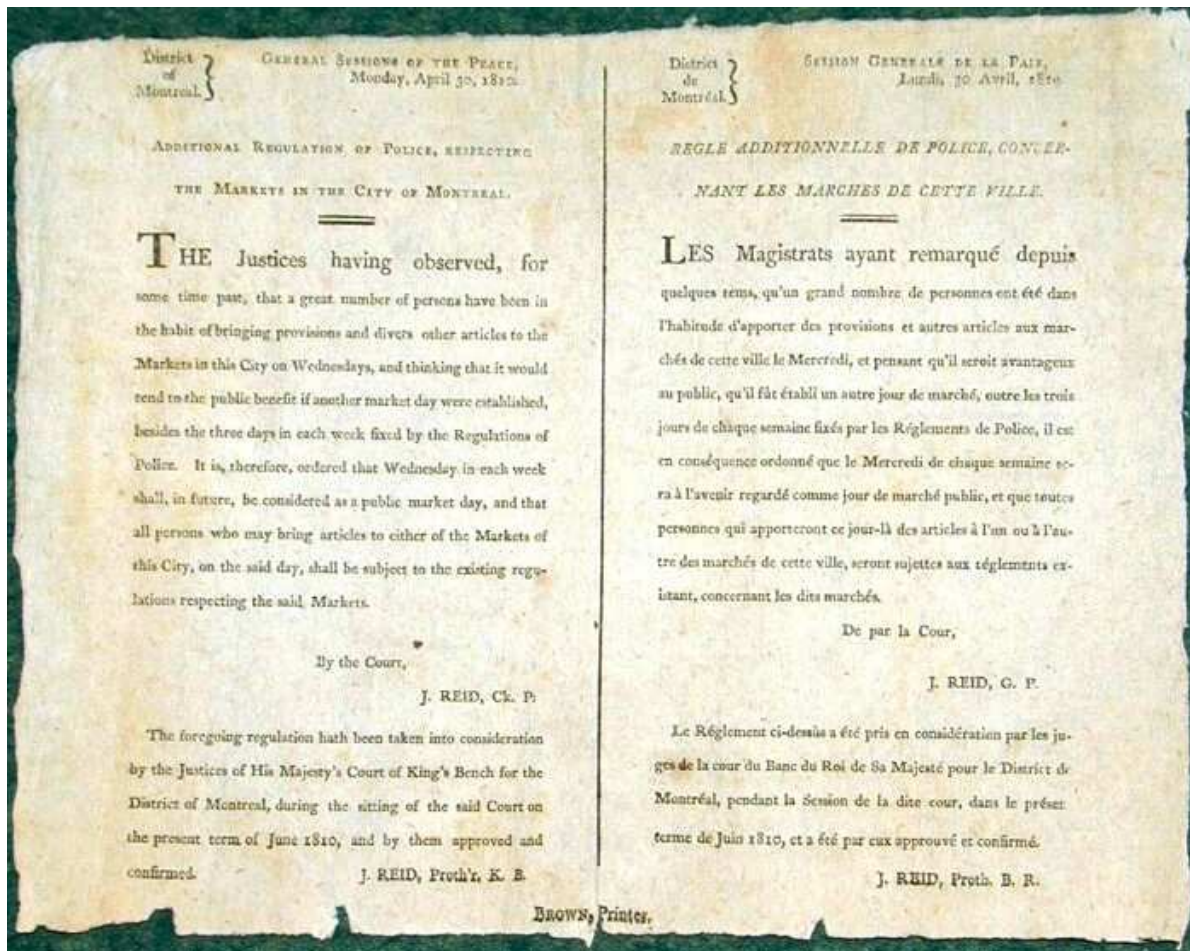 District
of
Montreal.
GENERAL SESSIONS OF THE PEACE,
Monday, April 30, 1810.
ADDITIONAL REGULATION OF POLICE, RESPECTING
THE MARKETS IN THE CITY OF MONTREAL.
THE Justices having observed, for
some time past, that a great number of persons have been in
the habit of bringing provisions and divers other articles to the
Markets in this City on Wednesdays, and thinking that it would
tend to the public benefit if another market day were established,
besides the three days in each week fixed by the Regulations of
Police. It is, therefore, ordered that Wednesday in each week
shall, in future, be considered as a public market day, and that
all persons who may bring articles to either of the Markets of
this City, on the said day, shall be subject to the existing regu-
lations respecting the said Markets.
By the Court,
J. REID, Ck. P.
The foregoing regulation hath been taken into consideration
by the Justices of His Majesty's Court of King's Bench for the
District of Montreal, during the sitting of the said Court on
the present term of June 1810, and by them approved and
confirmed. J. REID, Proth'r, K. B.
District
de
Montréal.
SESSION GENERALE DE LA PAIX,
Lundi, 30 Avril, 1810
REGLE ADDITIONNELLE DE POLICE, CONCER-
NANT LES MARCHES DE CETTE VILLE.
LES Magistrats ayant remarqué depuis
quelques tems, qu'un grand nombre de personnes ont été dans
l'habitude d'apporter des provisions et autres articles aux mar-
chés de cette ville le Mercredi, et pensant qu'il seroit avantageux
au public, qu'il fût établi un autre jour de marché, outre les trois
jours de chaque semaine fixés par les Réglements de Police, il est
en conséquence ordonné que le Mercredi de chaque semaine se-
ra à l'avenir regardé comme jour de marché public, et que toutes
personnes qui apporteront ce jour-là des articles à l'un ou à l'au-
tre des marchés de cette ville, seront sujettes aux réglements ex-
istant, concernant les dits marchés.
De par la Cour,
J. REID, G. P.
Le Réglement ci-dessus a été pris en considération par les ju-
ges de la cour du Banc du Roi de Sa Majesté pour le District de
Montréal, pendant la Session de la dite cour, dans le préset
terme de Juin 1810, et a été par eux approuvé et confirmé.
J. REID, Proth. B. R.
BROWN, Printer.